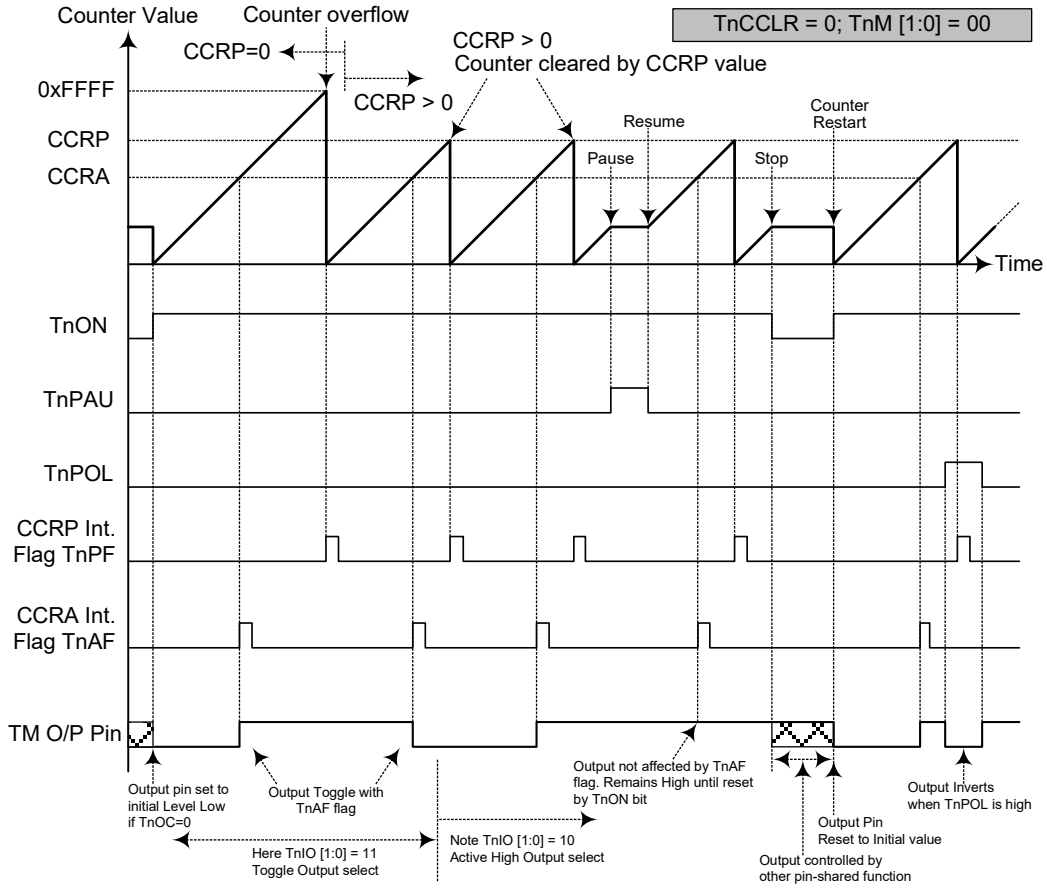 Counter Value
Counter overflow
TnCCLR = 0; TnM [1:0] = 00
CCRP=0
CCRP > 0
CCRP > 0
Counter cleared by CCRP value
0xFFFF
CCRP
CCRA
Pause
Resume
Stop
Counter
Restart
Time
TnON
TnPAU
TnPOL
CCRP Int.
Flag TnPF
CCRA Int.
Flag TnAF
TM O/P Pin
Output pin set to
initial Level Low
if TnOC=0
Output Toggle with
TnAF flag
Output not affected by TnAF
flag. Remains High until reset
by TnON bit
Output Inverts
when TnPOL is high
Output Pin
Reset to Initial value
Here TnIO [1:0] = 11
Toggle Output select
Note TnIO [1:0] = 10
Active High Output select
Output controlled by
other pin-shared function